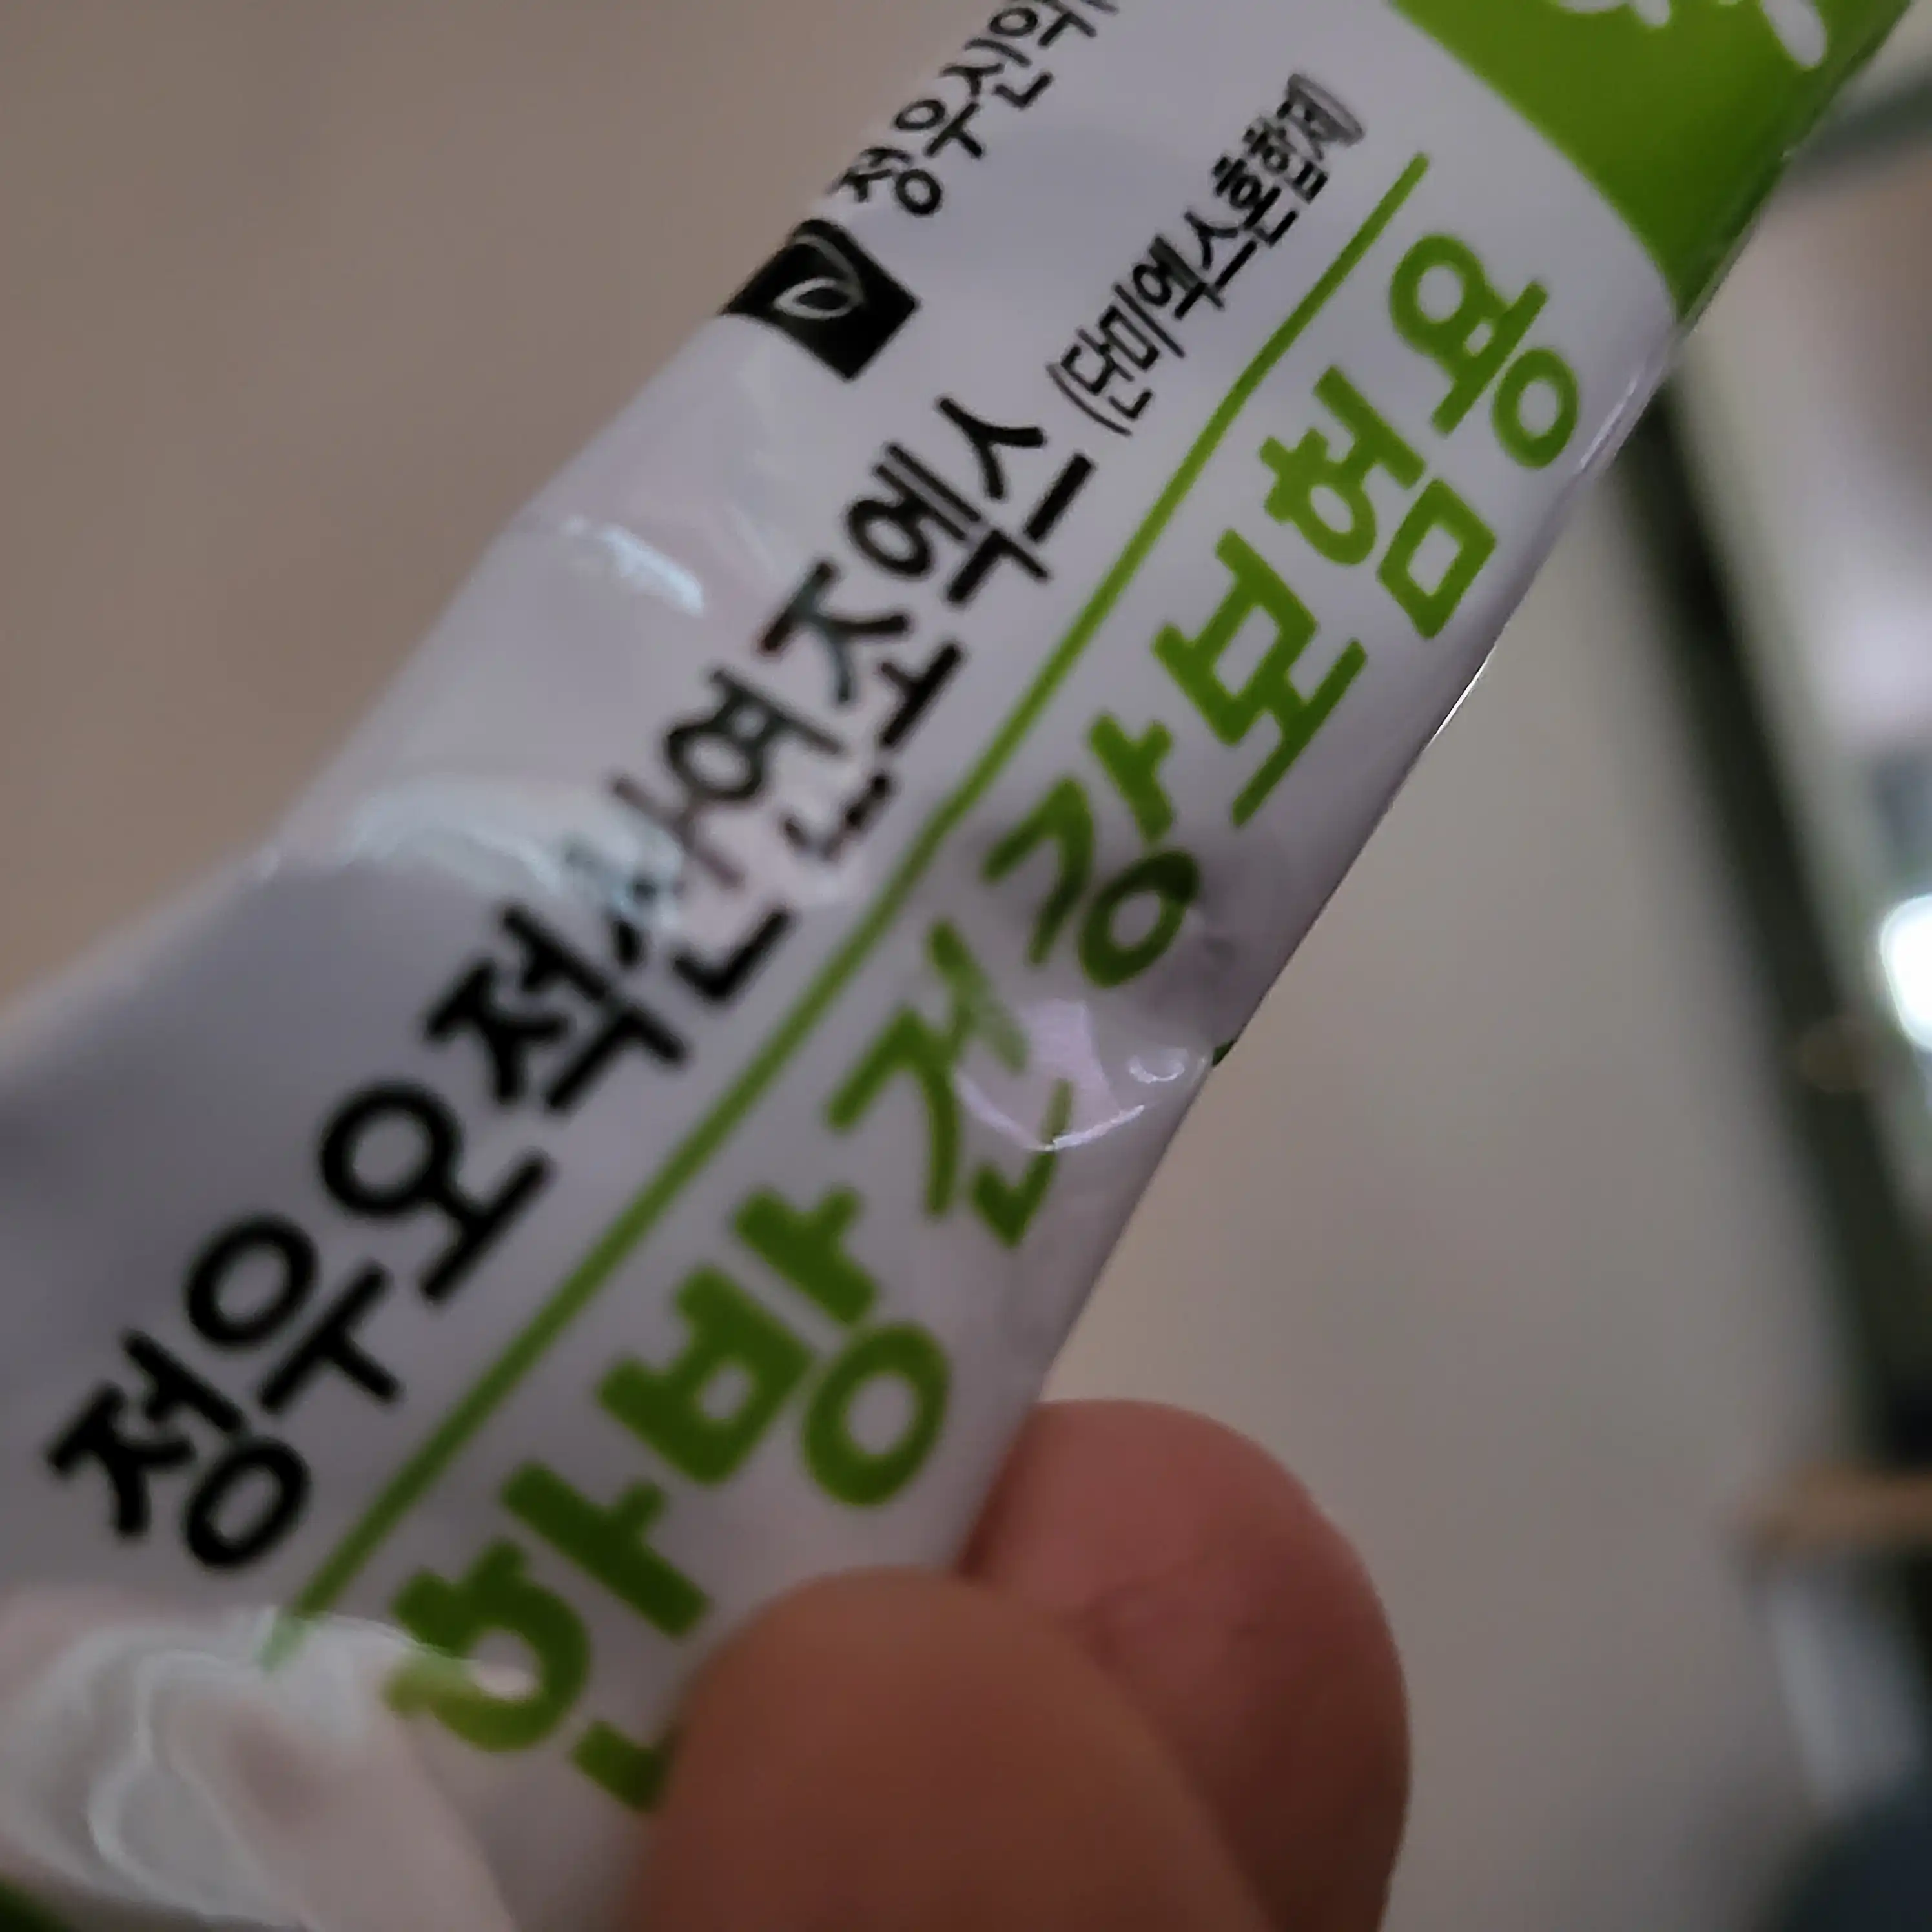 한방건강보험용
정우오적산연조엑스 (단미엑스혼합제)
정우신약